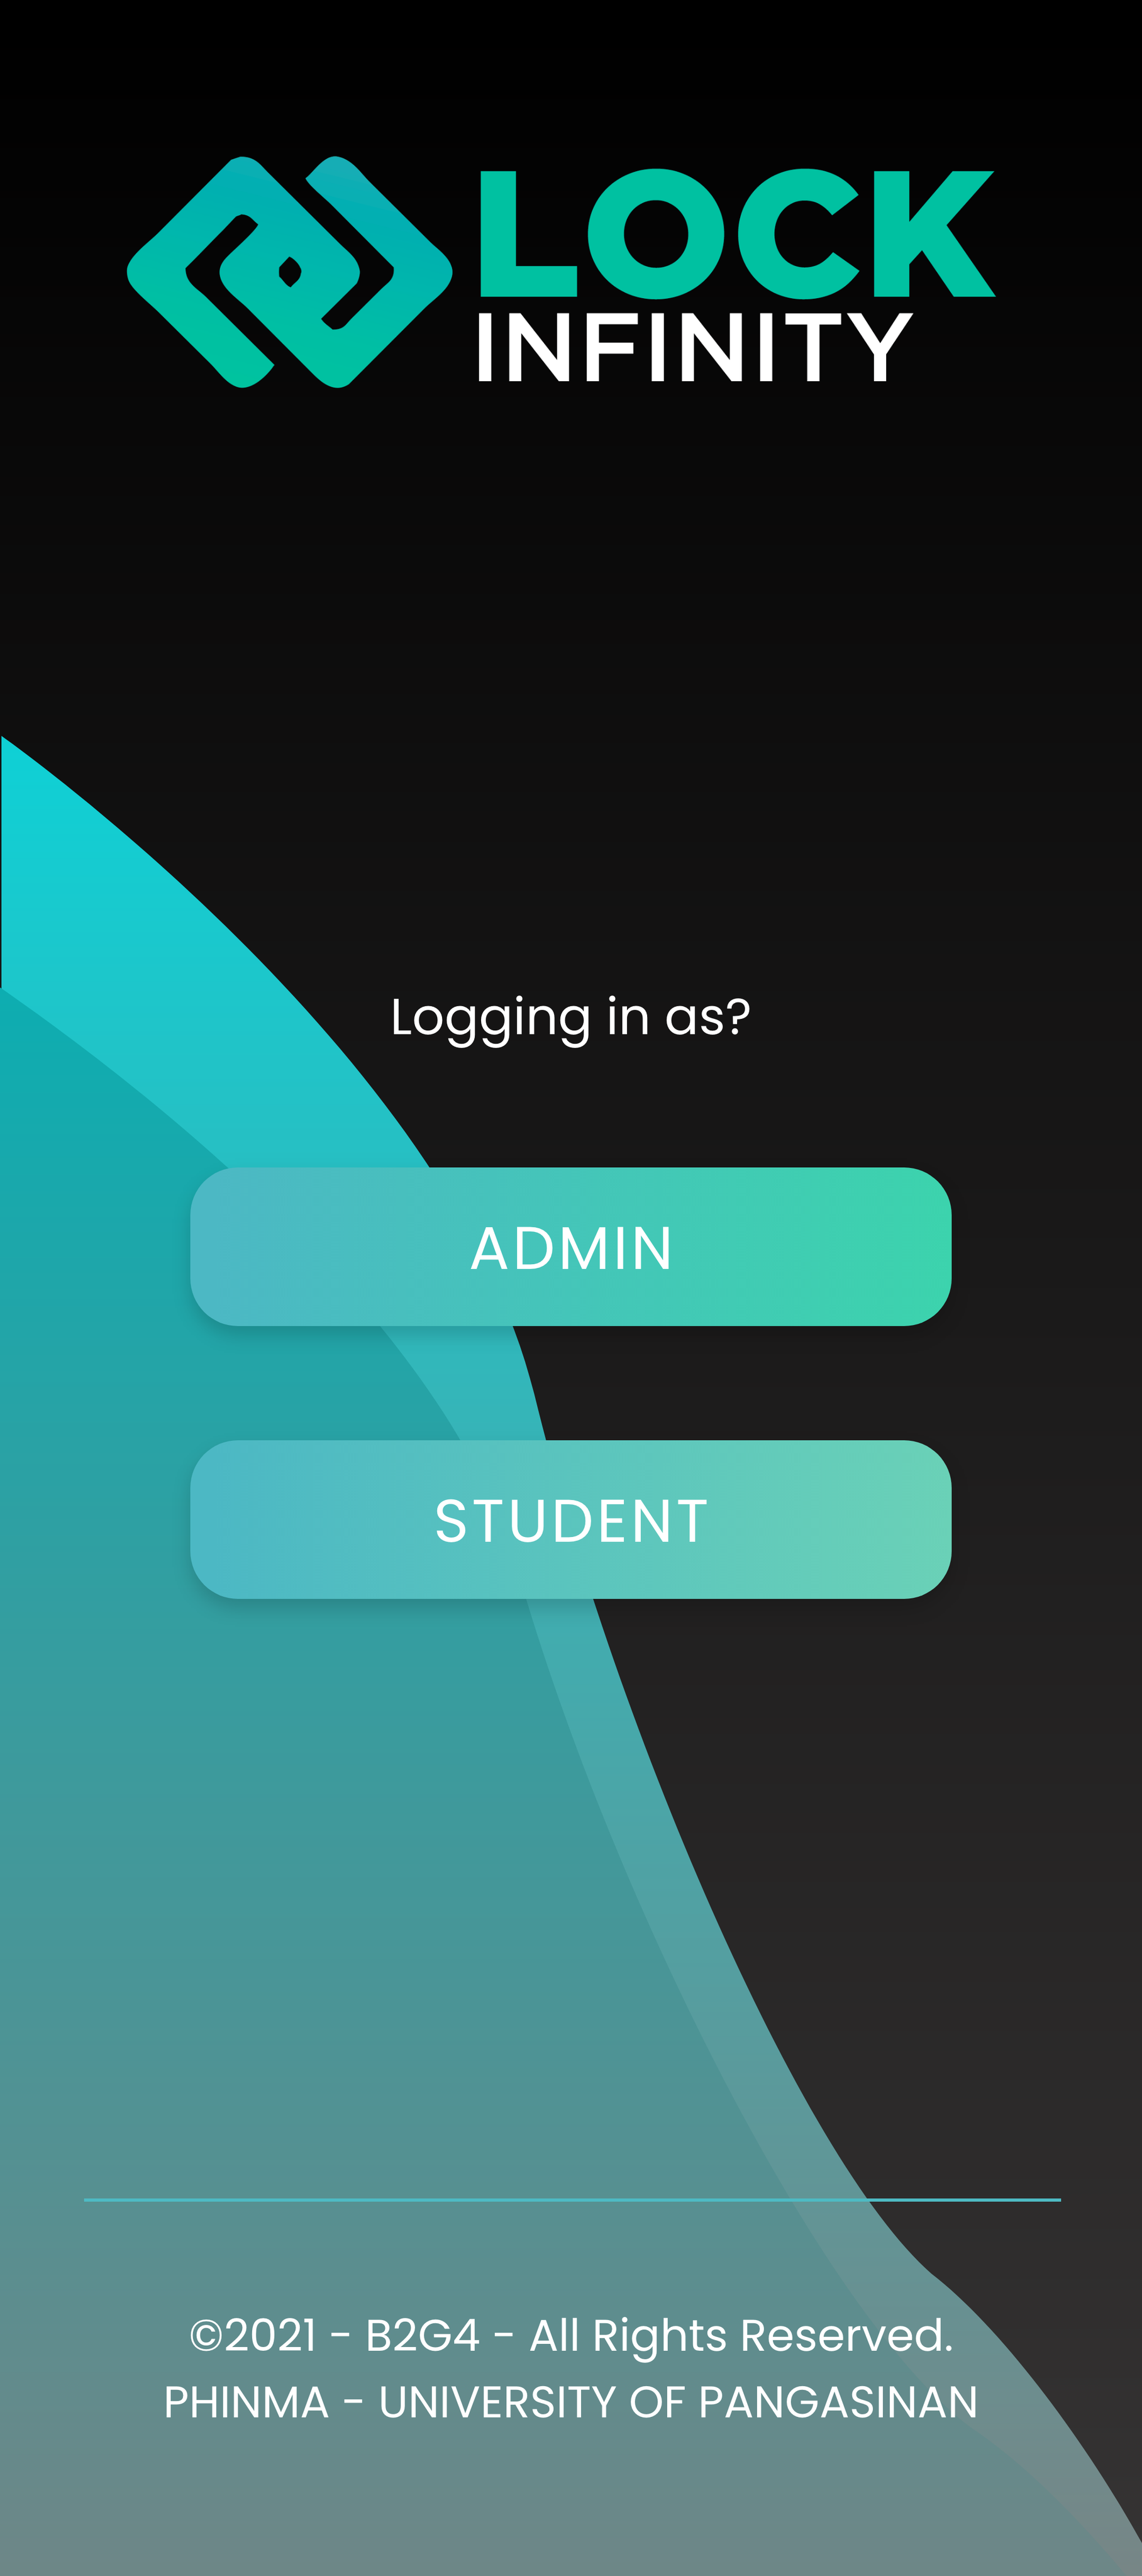 LOCK
INFINITY
Logging in as?
ADMIN
STUDENT
©2021 - B2G4 - All Rights Reserved.
PHINMA - UNIVERSITY OF PANGASINAN